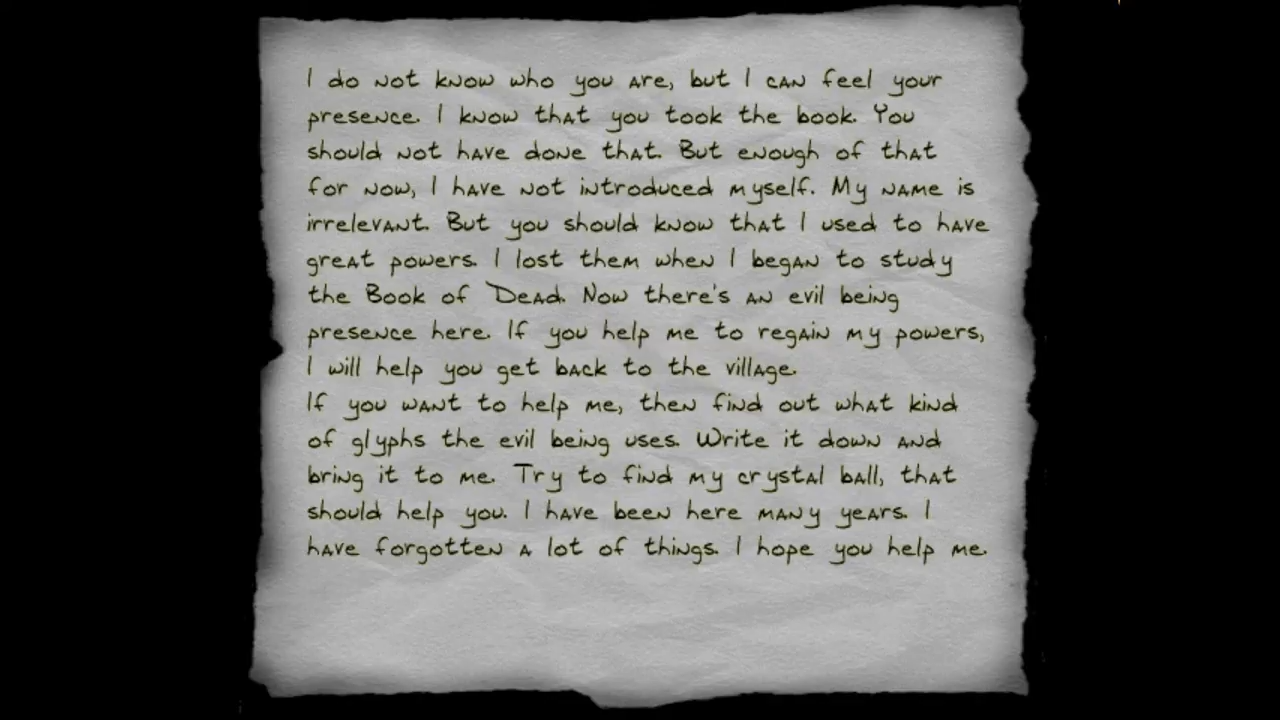 I do not know who you are, but I can feel your
presence. I know that you took the book. You
should not have done that. But enough of that
for now, I have not introduced myself. My name is
irrelevant. But you should know that I used to have
great powers. I lost them when I began to study
the Book of Dead. Now there's an evil being
presence here. If you help me to regain my powers,
I will help you get back to the village.
If you want to help me, then find out what kind
of glyphs the evil being uses. Write it down and
bring it to me. Try to find my crystal ball, that
should help you. I have been here many years. I
have forgotten a lot of things. I hope you help me.